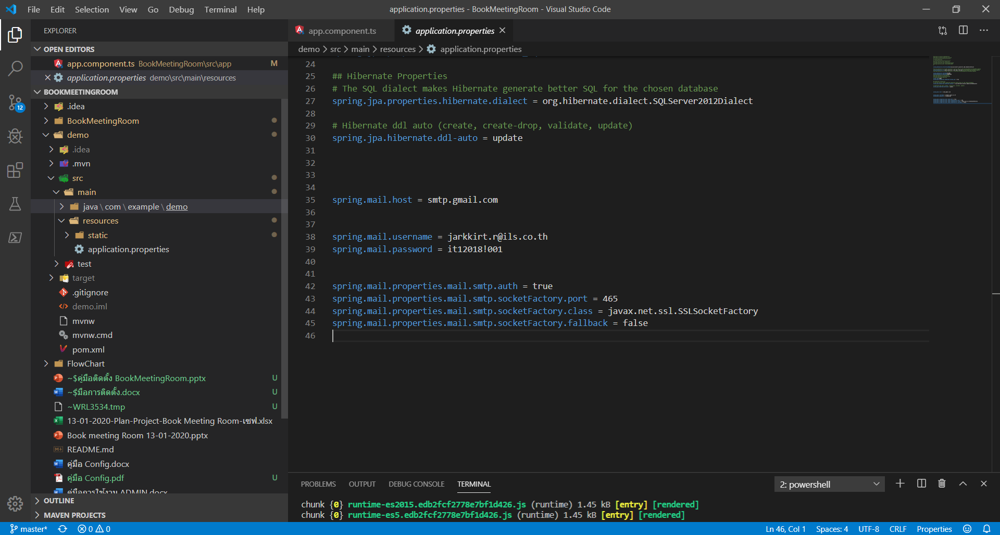 File Edit Selection View Go Debug Terminal Help
application.properties - BookMeetingRoom - Visual Studio Code
EXPLORER
OPEN EDITORS
app.component.ts BookMeetingRoom\src\app M
application.properties demo\src\main\resources
BOOKMEETINGROOM
.idea
BookMeetingRoom
demo
.idea
.mvn
src
main
java \ com \ example \ demo
resources
static
application.properties
test
target
.gitignore
demo.iml
mvnw
mvnw.cmd
pom.xml
FlowChart
~$คู่มือติดตั้ง BookMeetingRoom.pptx U
~$มือการติดตั้ง.docx U
~WRL3534.tmp U
13-01-2020-Plan-Project-Book Meeting Room-เซฟ.xlsx
Book meeting Room 13-01-2020.pptx
README.md
คู่มือ Config.docx
คู่มือ Config.pdf U
คู่มือการใช้งาน ADMIN.docx
OUTLINE
MAVEN PROJECTS
12
app.component.ts
application.properties
demo > src > main > resources > application.properties
24
25 ## Hibernate Properties
26 # The SQL dialect makes Hibernate generate better SQL for the chosen database
27 spring.jpa.properties.hibernate.dialect = org.hibernate.dialect.SQLServer2012Dialect
28
29 # Hibernate ddl auto (create, create-drop, validate, update)
30 spring.jpa.hibernate.ddl-auto = update
31
32
33
34
35 spring.mail.host = smtp.gmail.com
36
37
38 spring.mail.username = jarkkirt.r@ils.co.th
39 spring.mail.password = it12018!001
40
41
42 spring.mail.properties.mail.smtp.auth = true
43 spring.mail.properties.mail.smtp.socketFactory.port = 465
44 spring.mail.properties.mail.smtp.socketFactory.class = javax.net.ssl.SSLSocketFactory
45 spring.mail.properties.mail.smtp.socketFactory.fallback = false
46
PROBLEMS OUTPUT DEBUG CONSOLE TERMINAL
2: powershell
chunk {0} runtime-es2015.edb2fcf2778e7bf1d426.js (runtime) 1.45 kB [entry] [rendered]
chunk {0} runtime-es5.edb2fcf2778e7bf1d426.js (runtime) 1.45 kB [entry] [rendered]
master* 0 0
Ln 46, Col 1 Spaces: 4 UTF-8 CRLF Properties